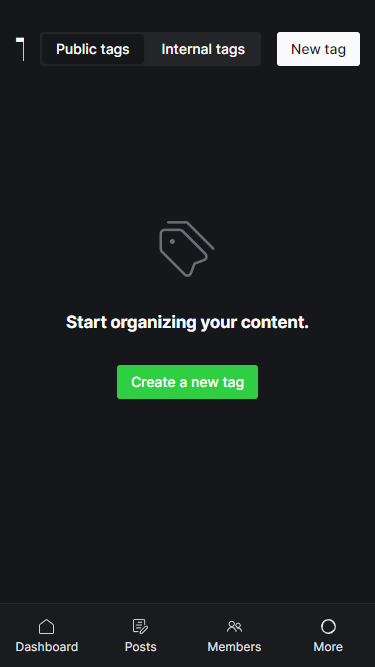 Public tags
Internal tags
New tag
Start organizing your content.
Create a new tag
Dashboard
Posts
Members
More